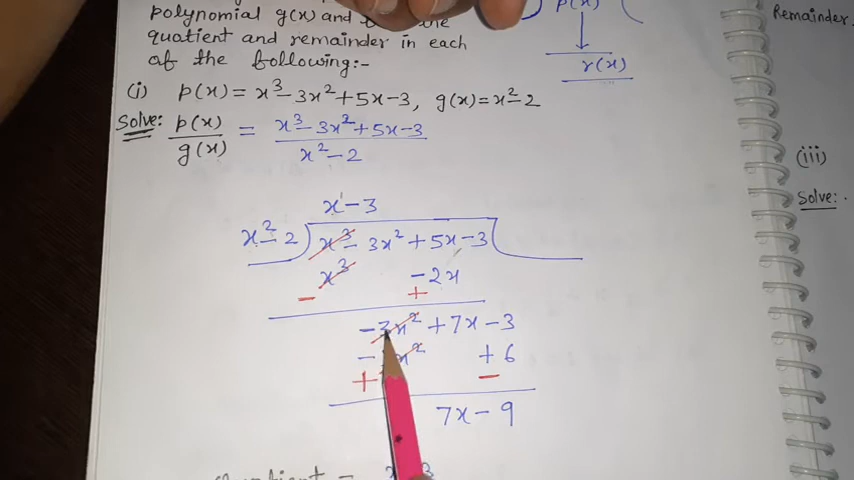 polynomial g(x) and the
quotient and remainder in each
of the following:-
p(x)
r(x)
Remainder
(i) p(x) = x³ - 3x² + 5x - 3, g(x) = x² - 2
Solve: p(x)/g(x) = x³ - 3x² + 5x - 3 / x² - 2
x - 3
x² - 2 ) x³ - 3x² + 5x - 3
x³ - 2x
- +
-3x² + 7x - 3
- x² + 6
+ -
7x - 9
(iii)
Solve: